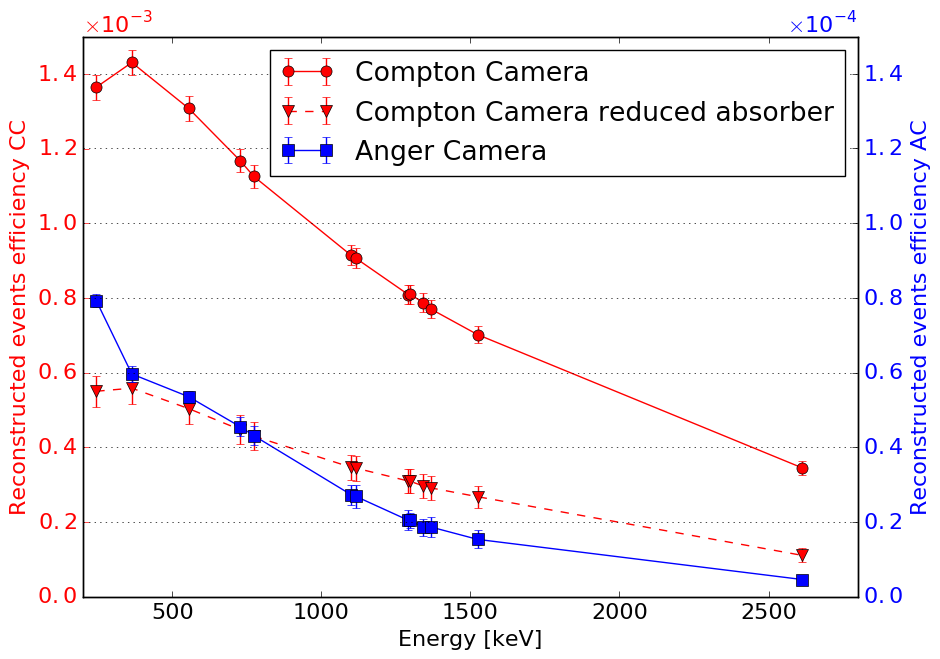 ×10⁻³
×10⁻⁴
Compton Camera
Compton Camera reduced absorber
Anger Camera
Reconstructed events efficiency CC
1.4
1.2
1.0
0.8
0.6
0.4
0.2
0.0
1.4
1.2
1.0
0.8
0.6
0.4
0.2
0.0
Reconstructed events efficiency AC
500 1000 1500 2000 2500
Energy [keV]